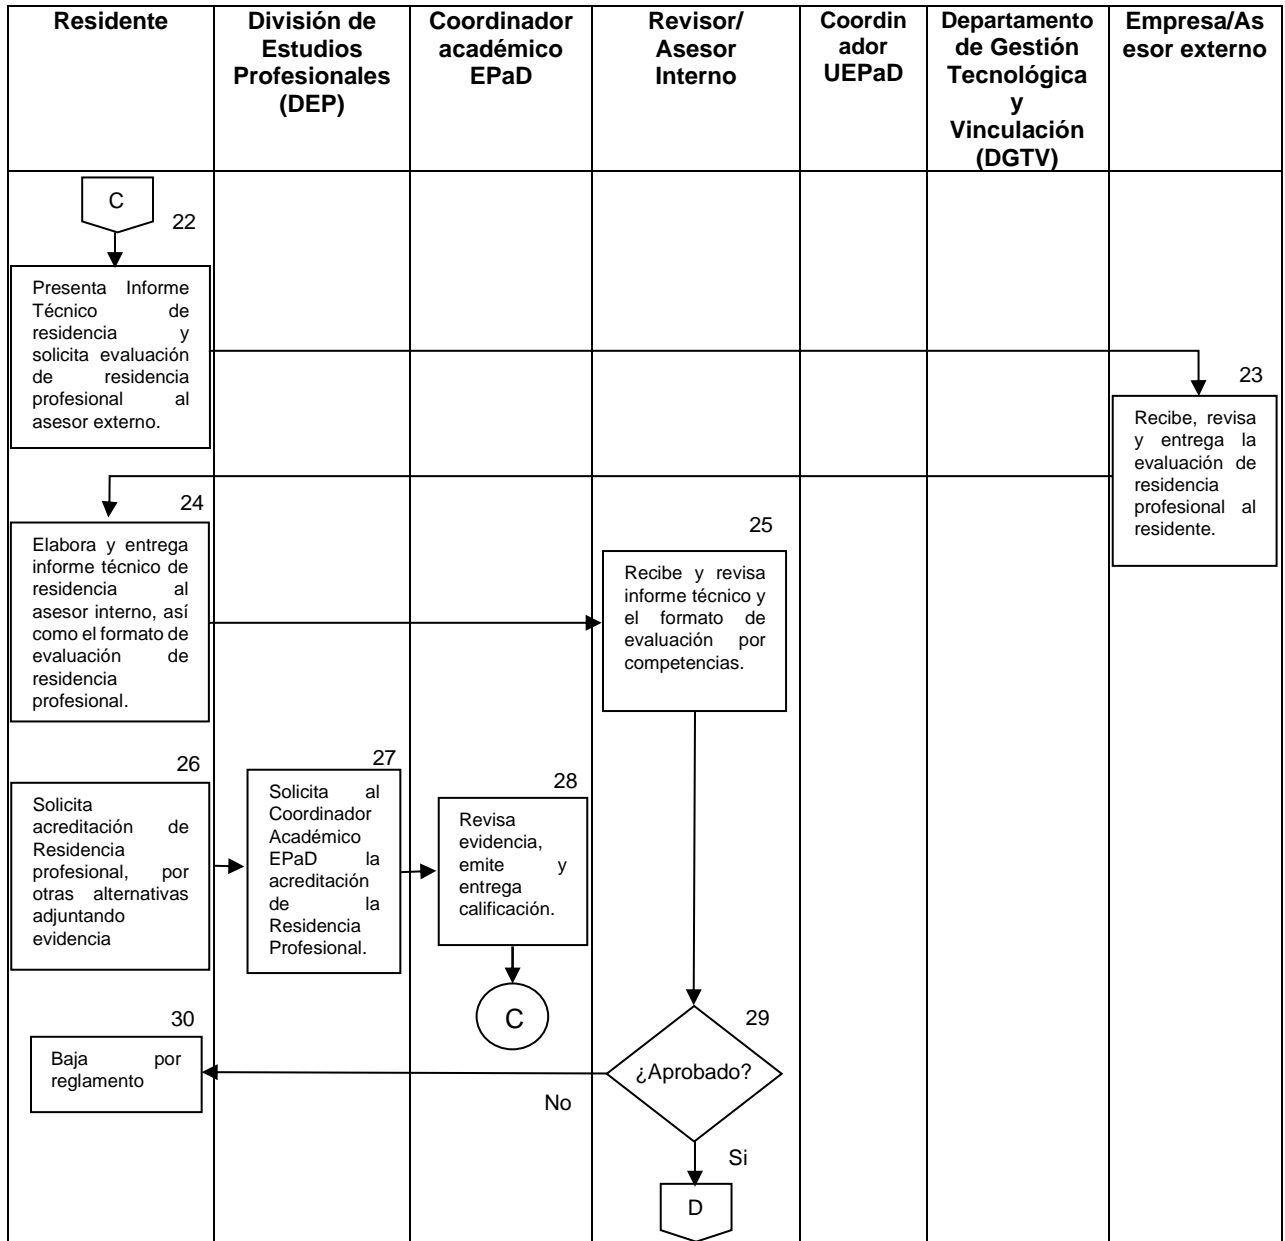 Residente
División de
Estudios
Profesionales
(DEP)
Coordinador
académico
EPaD
Revisor/
Asesor
Interno
Coordin
ador
UEPaD
Departamento
de Gestión
Tecnológica
y
Vinculación
(DGTV)
Empresa/As
esor externo
C
22
Presenta Informe
Técnico de
residencia y
solicita evaluación
de residencia
profesional al
asesor externo.
23
Recibe, revisa
y entrega la
evaluación de
residencia
profesional al
residente.
24
Elabora y entrega
informe técnico de
residencia al
asesor interno, así
como el formato de
evaluación de
residencia
profesional.
25
Recibe y revisa
informe técnico y
el formato de
evaluación por
competencias.
26
Solicita
acreditación de
Residencia
profesional, por
otras alternativas
adjuntando
evidencia
27
Solicita al
Coordinador
Académico
EPaD la
acreditación
de la
Residencia
Profesional.
28
Revisa
evidencia,
emite y
entrega
calificación.
C
29
¿Aprobado?
30
Baja por
reglamento
No
Si
D